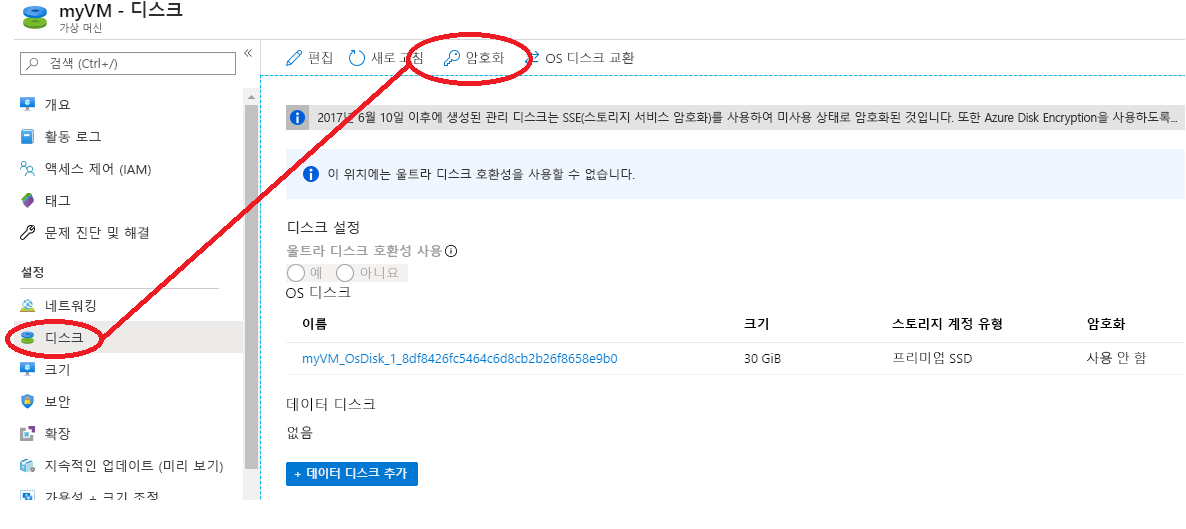 myVM - 디스크
가상 머신
검색 (Ctrl+/)
개요
활동 로그
액세스 제어 (IAM)
태그
문제 진단 및 해결
설정
네트워킹
디스크
크기
보안
확장
지속적인 업데이트 (미리 보기)
가용성 + 크기 조정
편집 새로 고침 암호화 OS 디스크 교환
2017년 6월 10일 이후에 생성된 관리 디스크는 SSE(스토리지 서비스 암호화)를 사용하여 미사용 상태로 암호화된 것입니다. 또한 Azure Disk Encryption을 사용하도록...
이 위치에는 울트라 디스크 호환성을 사용할 수 없습니다.
디스크 설정
울트라 디스크 호환성 사용
예 아니요
OS 디스크
이름 크기 스토리지 계정 유형 암호화
myVM_OsDisk_1_8df8426fc5464c6d8cb2b26f8658e9b0 30 GiB 프리미엄 SSD 사용 안 함
데이터 디스크
없음
+ 데이터 디스크 추가